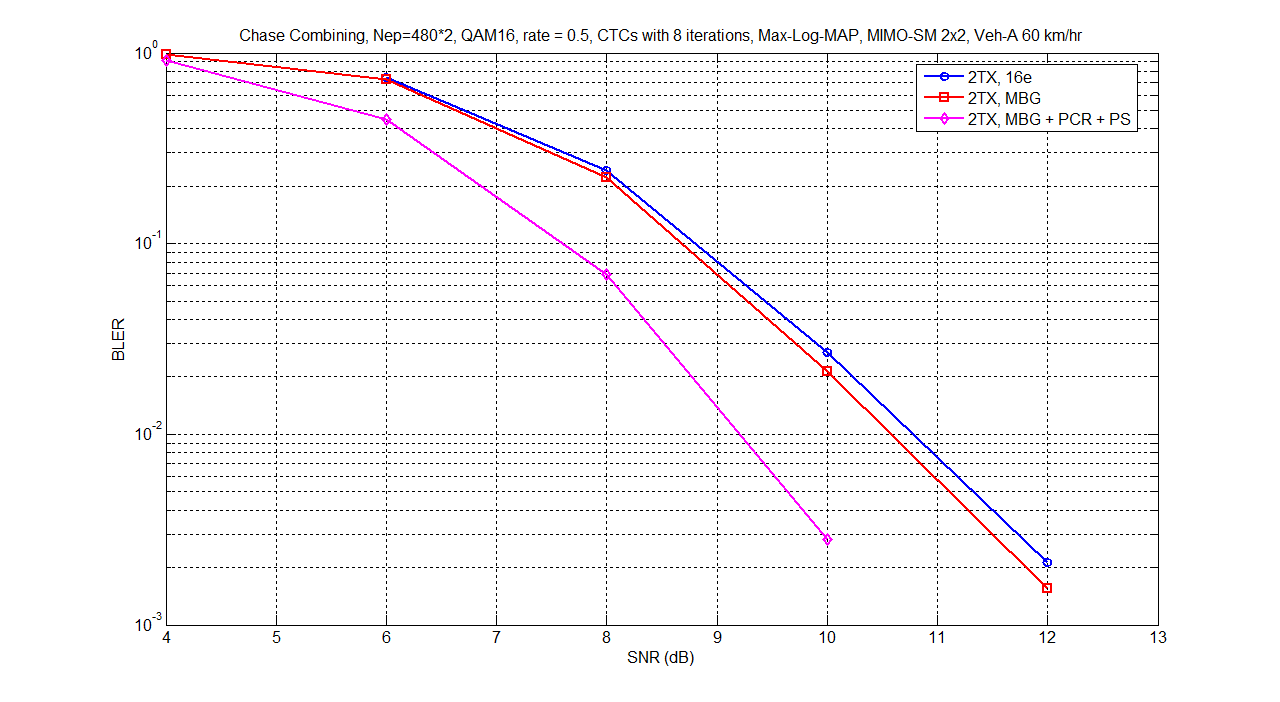 Chase Combining, Nep=480*2, QAM16, rate = 0.5, CTCs with 8 iterations, Max-Log-MAP, MIMO-SM 2x2, Veh-A 60 km/hr
2TX, 16e
2TX, MBG
2TX, MBG + PCR + PS
10^0
10^-1
10^-2
10^-3
BLER
4 5 6 7 8 9 10 11 12 13
SNR (dB)